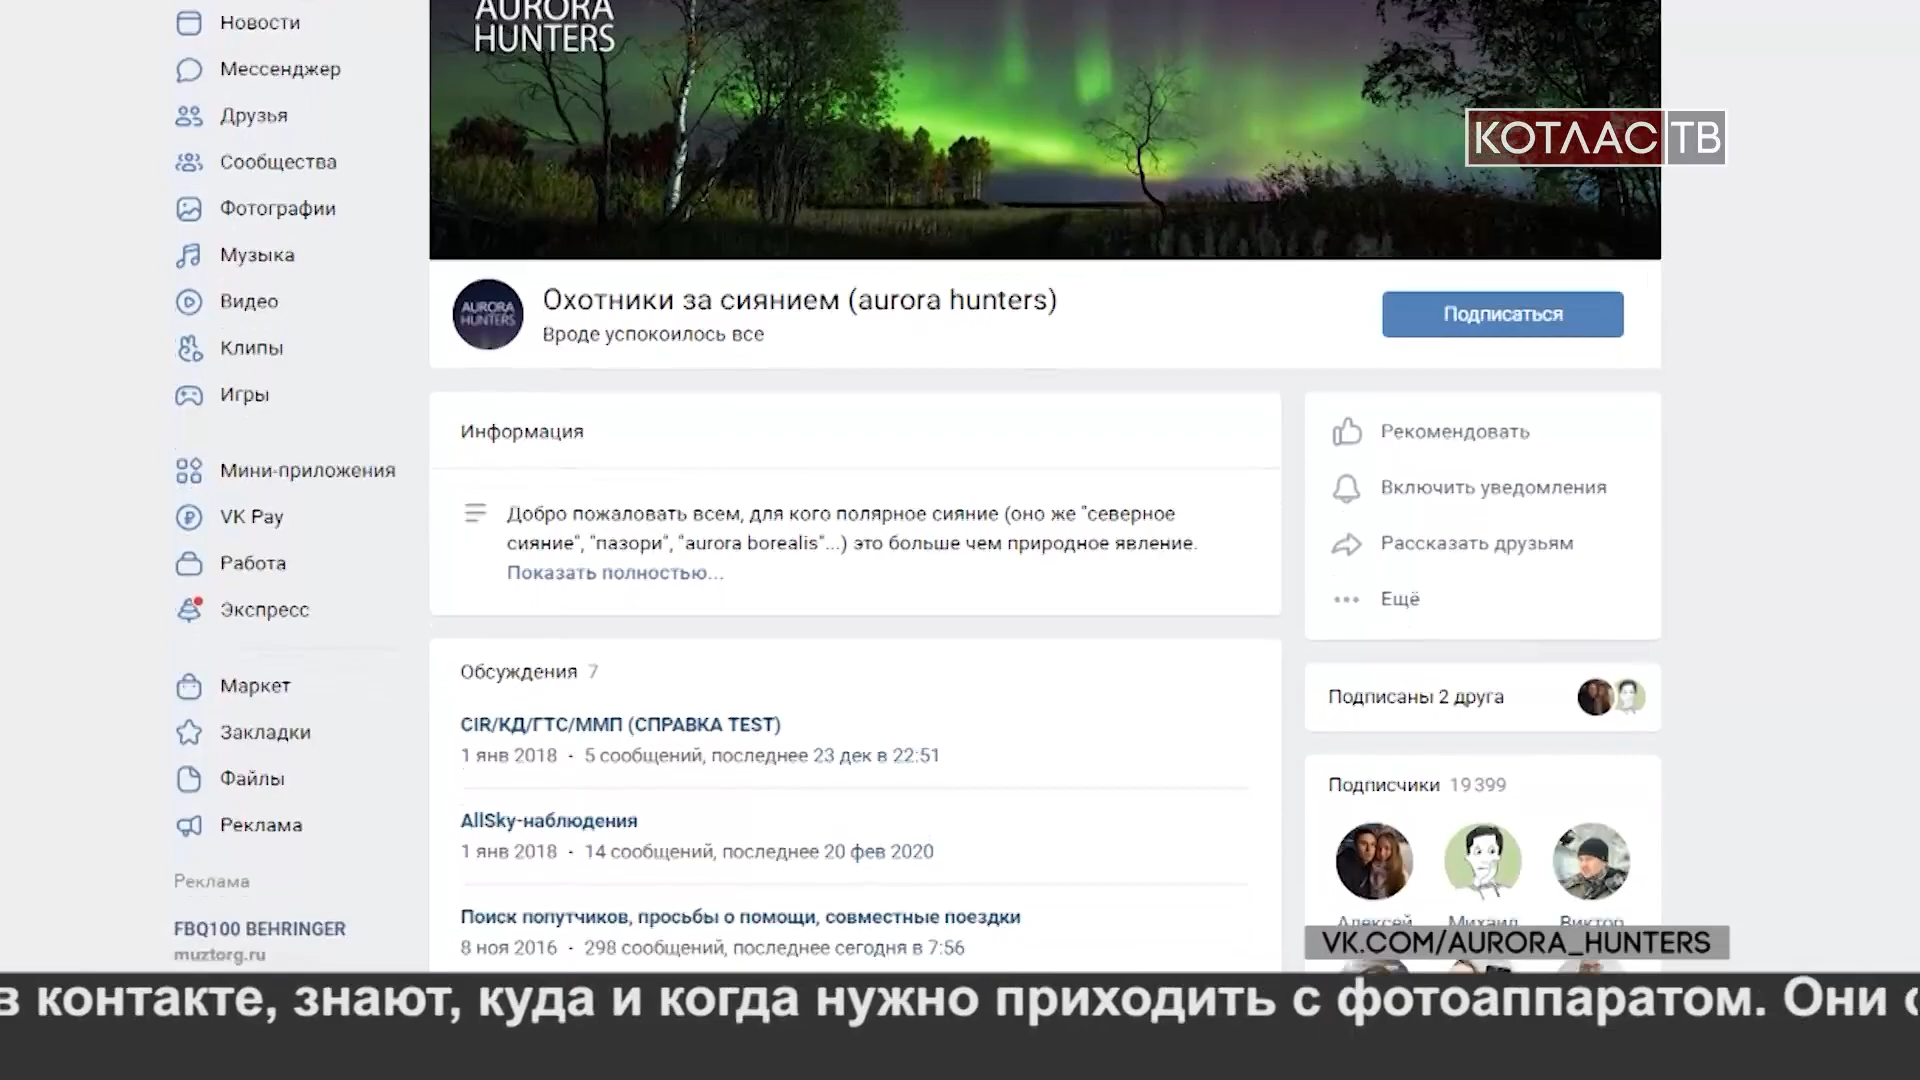 AURORA
HUNTERS
КОТЛАС ТВ
Новости
Мессенджер
Друзья
Сообщества
Фотографии
Музыка
Видео
Клипы
Игры
Мини-приложения
VK Pay
Работа
Экспресс
Маркет
Закладки
Файлы
Реклама
Реклама
FBQ100 BEHRINGER
muztorg.ru
AURORA
HUNTERS
Охотники за сиянием (aurora hunters)
Вроде успокоилось все
Подписаться
Информация
Добро пожаловать всем, для кого полярное сияние (оно же "северное
сияние", "пазори", "aurora borealis"...) это больше чем природное явление.
Показать полностью...
Обсуждения 7
CIR/КД/ГТС/ММП (СПРАВКА TEST)
1 янв 2018 · 5 сообщений, последнее 23 дек в 22:51
AllSky-наблюдения
1 янв 2018 · 14 сообщений, последнее 20 фев 2020
Поиск попутчиков, просьбы о помощи, совместные поездки
8 ноя 2016 · 298 сообщений, последнее сегодня в 7:56
Рекомендовать
Включить уведомления
Рассказать друзьям
Ещё
Подписаны 2 друга
Подписчики 19 399
Алексей Михаил Виктор
VK.COM/AURORA_HUNTERS
в контакте, знают, куда и когда нужно приходить с фотоаппаратом. Они